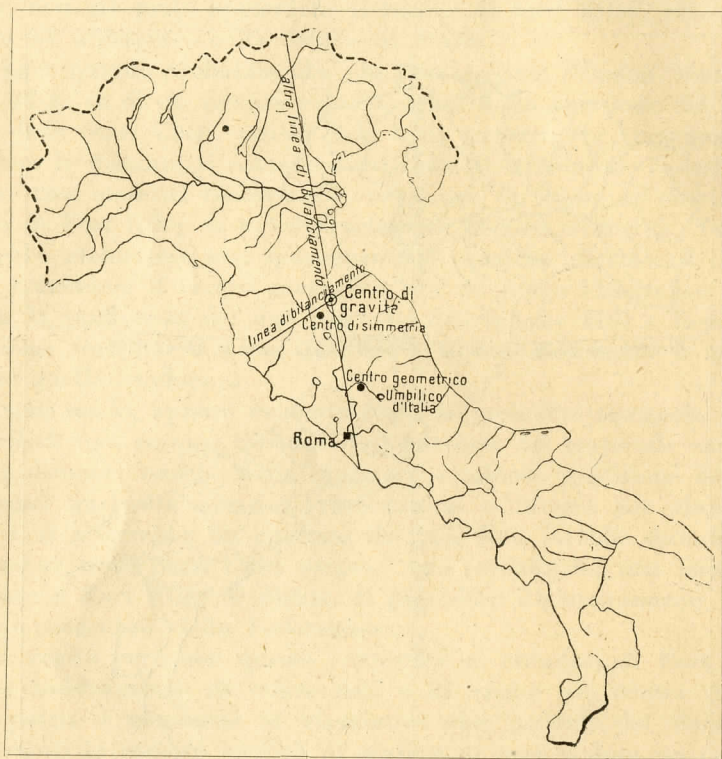 altra linea di bilanciamento
linea di bilanciamento
Centro di
gravità
Centro di simmetria
Centro geometrico
Umbilico
d'Italia
Roma